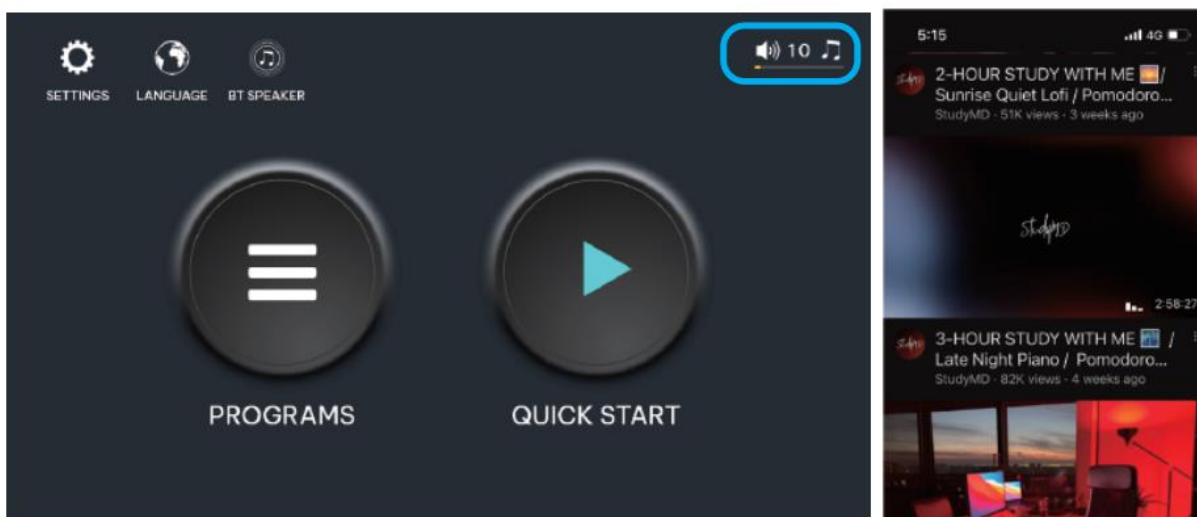 SETTINGS
LANGUAGE
BT SPEAKER
10
PROGRAMS
QUICK START
5:15
4G
2-HOUR STUDY WITH ME 🌅/
Sunrise Quiet Lofi / Pomodoro...
StudyMD · 51K views · 3 weeks ago
StudyMD
2:58:27
3-HOUR STUDY WITH ME 🌃 /
Late Night Piano / Pomodoro...
StudyMD · 82K views · 4 weeks ago